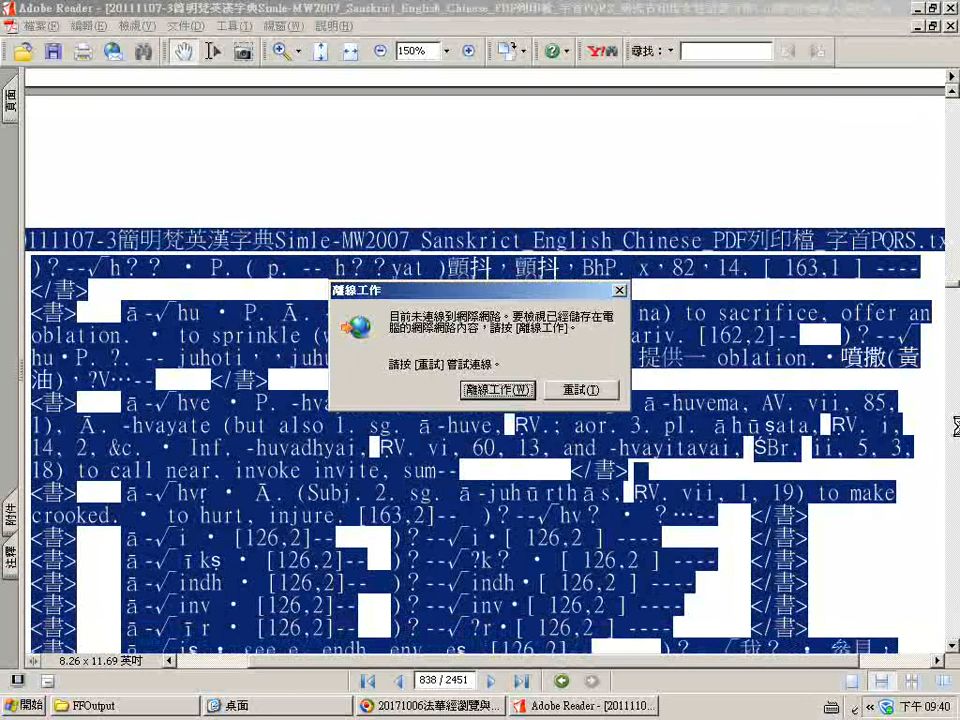 Adobe Reader - [20111107-3簡明梵英漢字典Simle-MW2007_Sanskrict_English_Chinese_PDF列印檔_字首PQRS
檔案(F) 編輯(E) 檢視(V) 文件(D) 工具(T) 視窗(W) 說明(H)
150% 尋找：
頁面
0111107-3簡明梵英漢字典Simle-MW2007_Sanskrict_English_Chinese_PDF列印檔_字首PQRS.tx
)？--√h？？ • P. ( p. -- h？？yat )顫抖，顫抖，BhP. x，82，14. [ 163,1 ] ----
</書>
離線工作
目前未連線到網際網路。要檢視已經儲存在電
腦的網際網路內容，請按 [離線工作]。
請按 [重試] 嘗試連線。
離線工作(W) 重試(T)
<書> ā-√hu • P. Ā. na) to sacrifice, offer an
oblation. • to sprinkle ariv. [162,2]-- )？--√
hu•P. ？. -- juhoti，，juhu 提供一 oblation.•噴撒(黃
油)，?V…-- </書>
<書> ā-√hve • P. -hva ā-huvema, AV. vii, 85,
1), Ā. -hvayate (but also 1. sg. ā-huve, RV.; aor. 3. pl. āhūṣata, RV. i,
14, 2, &c. • Inf. -huvadhyai, RV. vi, 60, 13, and -hvayitavai, ŚBr. ii, 5, 3,
18) to call near, invoke invite, sum-- </書>
<書> ā-√hvṛ • Ā. (Subj. 2. sg. ā-juhūrthās, RV. vii, 1, 19) to make
crooked. • to hurt, injure. [163,2]-- )？--√hv？ • ？…-- </書>
<書> ā-√i • [126,2]-- )？--√i•[ 126,2 ] ---- </書>
<書> ā-√īkṣ • [126,2]-- )？--√?k？ • [ 126,2 ] ---- </書>
<書> ā-√indh • [126,2]-- )？--√indh•[ 126,2 ] ---- </書>
<書> ā-√inv • [126,2]-- )？--√inv•[ 126,2 ] ---- </書>
<書> ā-√īr • [126,2]-- )？--√?r • [ 126,2 ] ---- </書>
附件
注釋
8.26 x 11.69 英吋
838 / 2451
開始 FFOutput 桌面 20171006法華經瀏覽與... Adobe Reader - [2011110... 下午 09:40